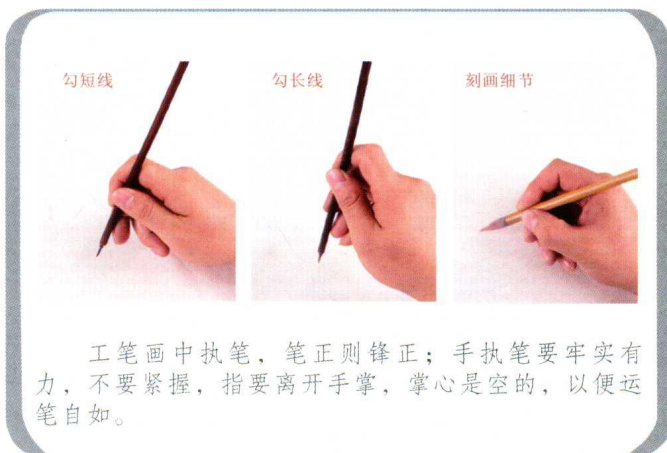 勾短线
勾长线
刻画细节
工笔画中执笔，笔正则锋正；手执笔要牢实有
力，不要紧握，指要离开手掌，掌心是空的，以便运
笔自如。